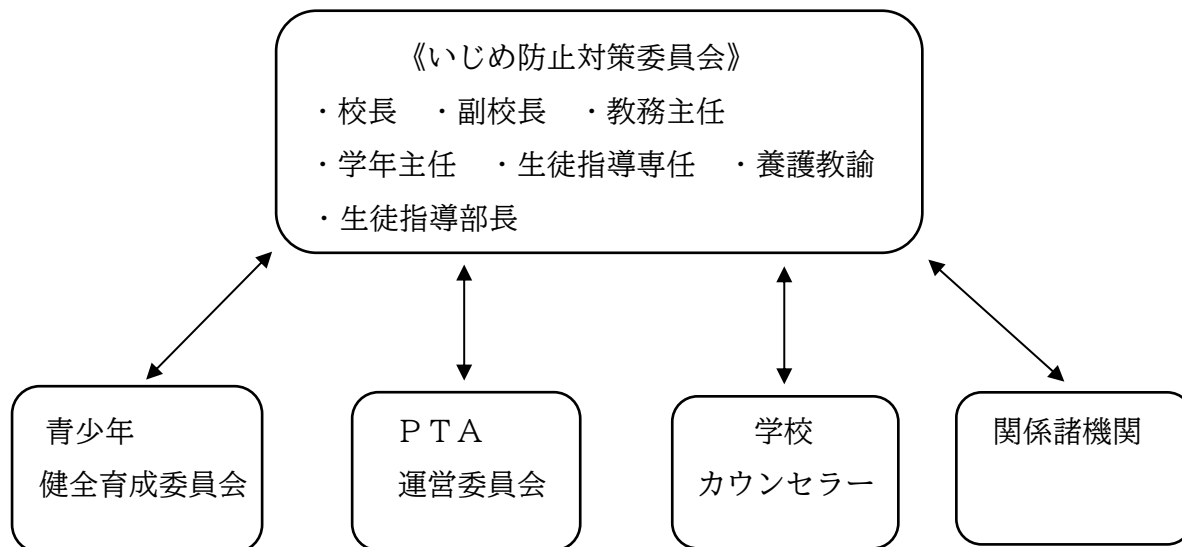 《いじめ防止対策委員会》
・校長　・副校長　・教務主任
・学年主任　・生徒指導専任　・養護教諭
・生徒指導部長
青少年
健全育成委員会
ＰＴＡ
運営委員会
学校
カウンセラー
関係諸機関